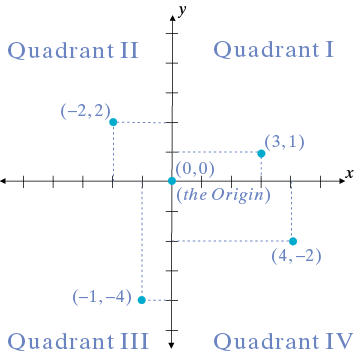 y
Quadrant II
Quadrant I
(−2, 2)
(3, 1)
(0,0)
x
(the Origin)
(4,−2)
(−1, −4)
Quadrant III
Quadrant IV